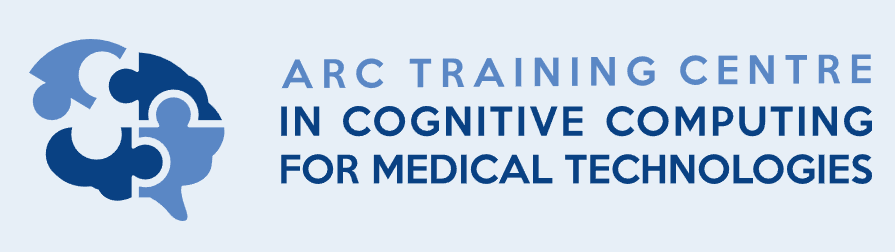 ARC TRAINING CENTRE
IN COGNITIVE COMPUTING
FOR MEDICAL TECHNOLOGIES